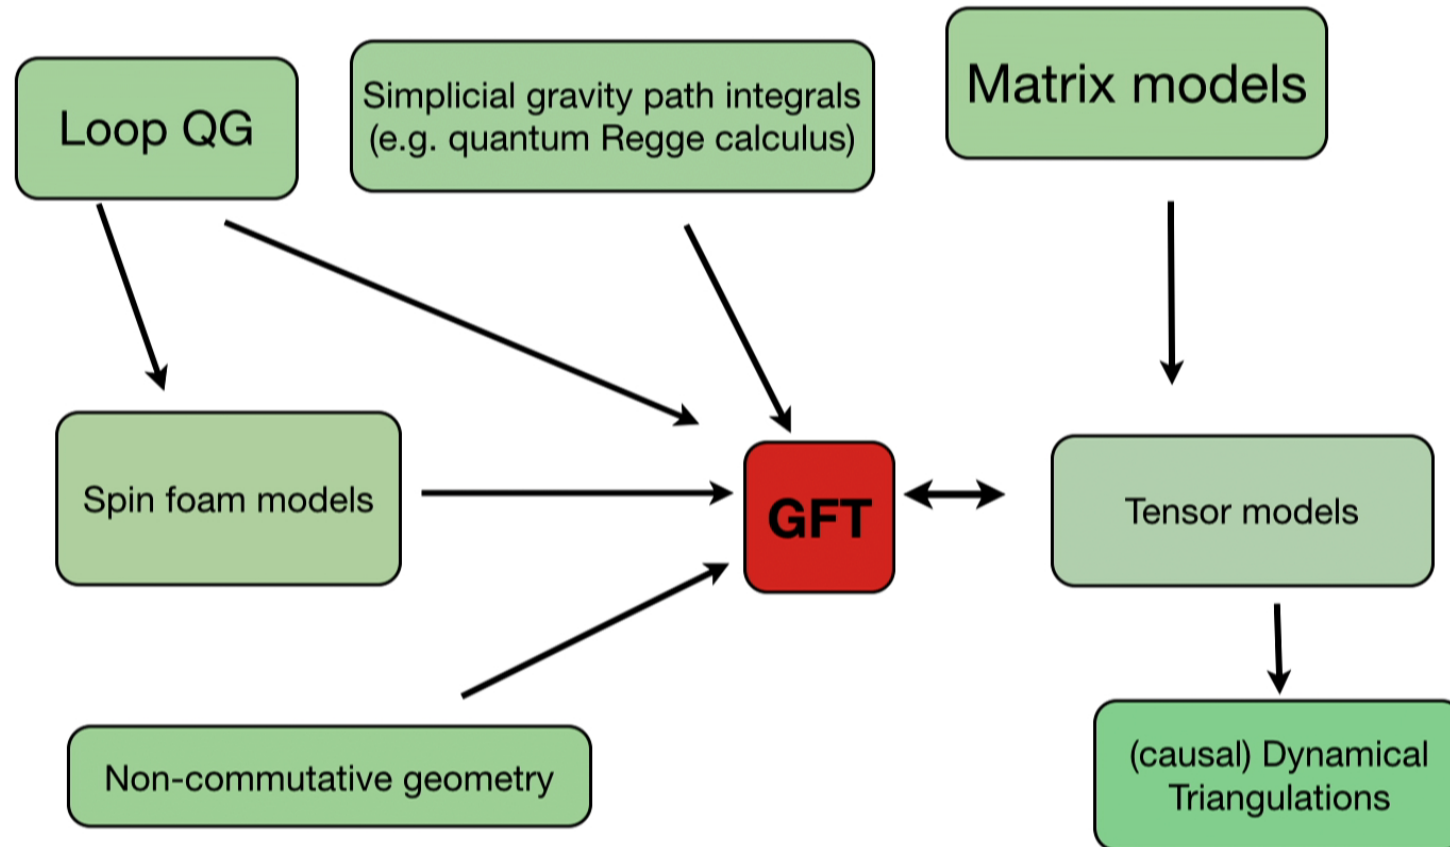 Loop QG
Simplicial gravity path integrals
(e.g. quantum Regge calculus)
Matrix models
Spin foam models
GFT
Tensor models
Non-commutative geometry
(causal) Dynamical
Triangulations